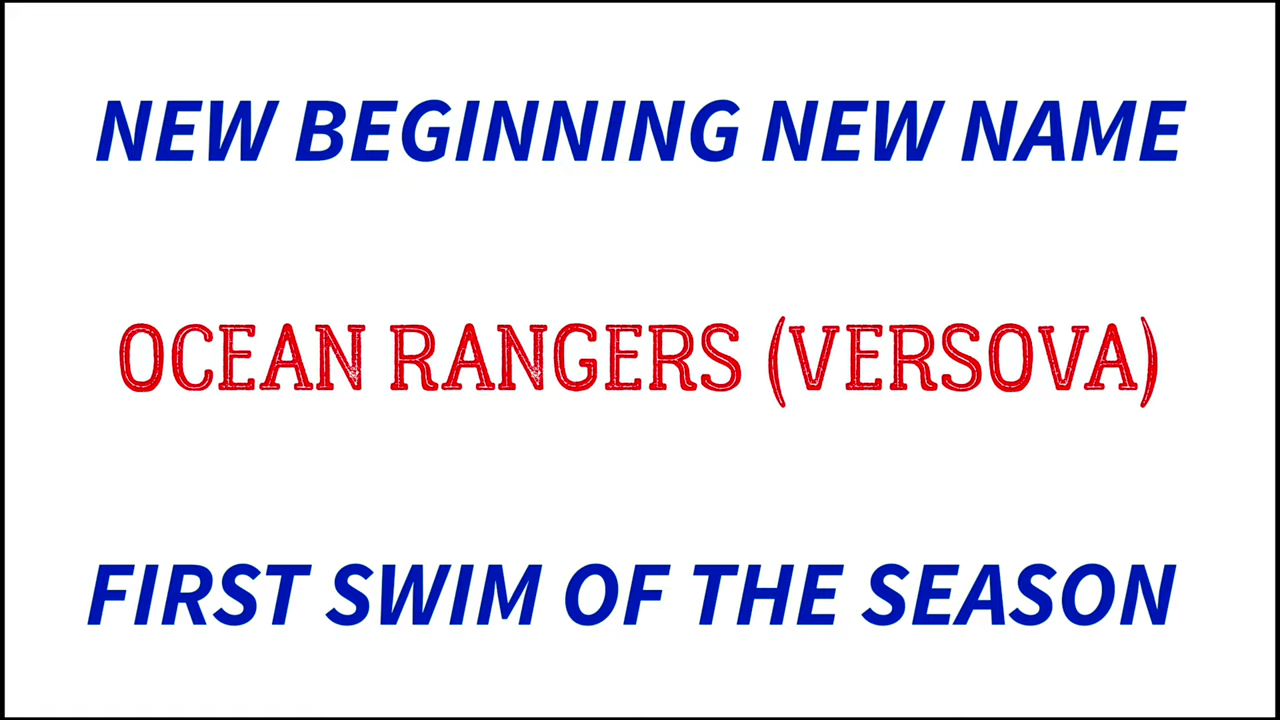 NEW BEGINNING NEW NAME
OCEAN RANGERS (VERSOVA)
FIRST SWIM OF THE SEASON